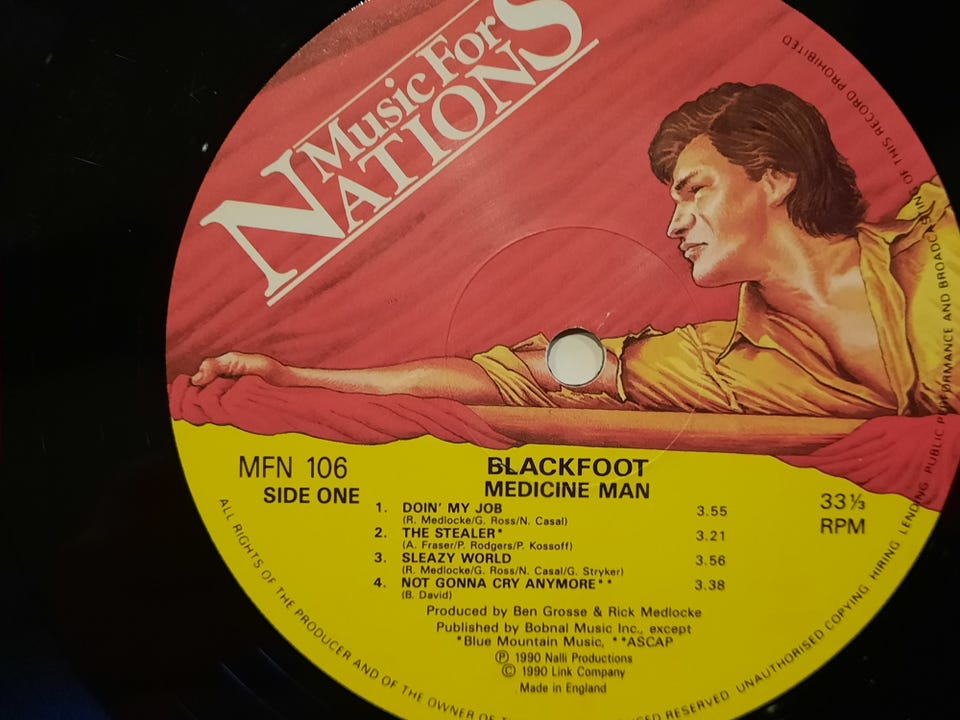 Music For
NATIONS
MFN 106
SIDE ONE
BLACKFOOT
MEDICINE MAN
33⅓
RPM
1. DOIN' MY JOB 3.55
(R. Medlocke/G. Ross/N. Casal)
2. THE STEALER* 3.21
(A. Fraser/P. Rodgers/P. Kossoff)
3. SLEAZY WORLD 3.56
(R. Medlocke/G. Ross/N. Casal/G. Stryker)
4. NOT GONNA CRY ANYMORE** 3.38
(B. David)
Produced by Ben Grosse & Rick Medlocke
Published by Bobnal Music Inc., except
*Blue Mountain Music, **ASCAP
Ⓟ 1990 Nalli Productions
© 1990 Link Company
Made in England
ALL RIGHTS OF THE PRODUCER AND OF THE OWNER OF RESERVED UNAUTHORISED COPYING HIRING LENDING PUBLIC PERFORMANCE AND BROADCASTING OF THIS RECORD PROHIBITED